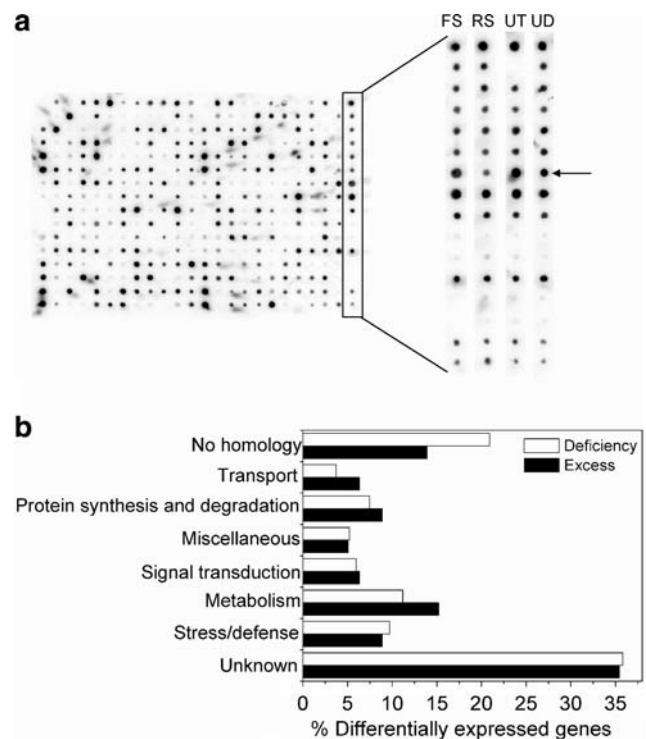 a
FS RS UT UD
b
Deficiency
Excess
No homology
Transport
Protein synthesis and degradation
Miscellaneous
Signal transduction
Metabolism
Stress/defense
Unknown
0 5 10 15 20 25 30 35
% Differentially expressed genes